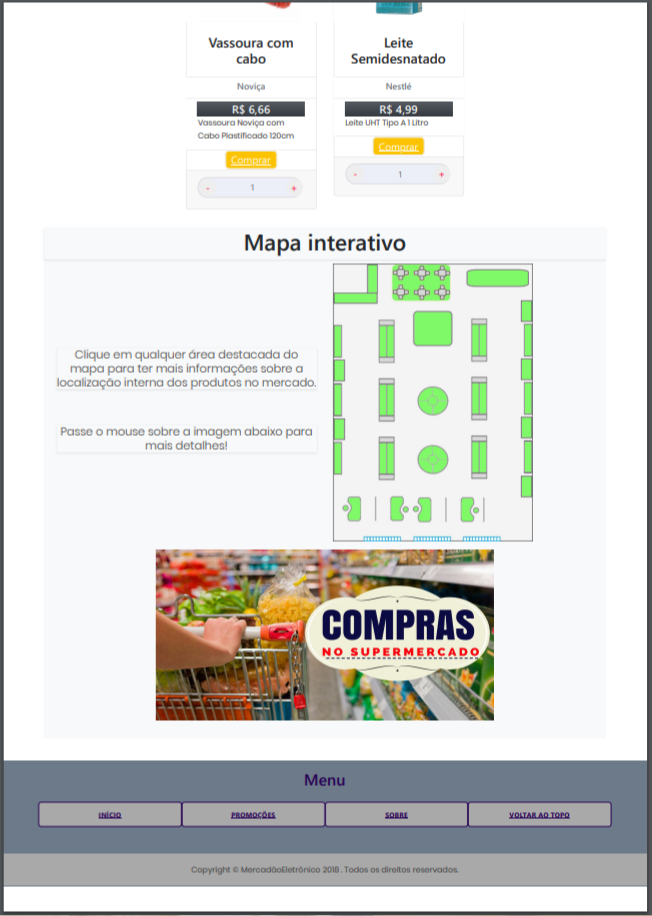 Vassoura com
cabo
Noviça
R$ 6,66
Vassoura Noviça com
Cabo Plastificado 120cm
Comprar
- 1 +
Leite
Semidesnatado
Nestlé
R$ 4,99
Leite UHT Tipo A 1 Litro
Comprar
- 1 +
Mapa interativo
Clique em qualquer área destacada do
mapa para ter mais informações sobre a
localização interna dos produtos no mercado.
Passe o mouse sobre a imagem abaixo para
mais detalhes!
COMPRAS
NO SUPERMERCADO
Menu
INÍCIO PROMOÇÕES SOBRE VOLTAR AO TOPO
Copyright © MercadãoEletrônico 2018 . Todos os direitos reservados.